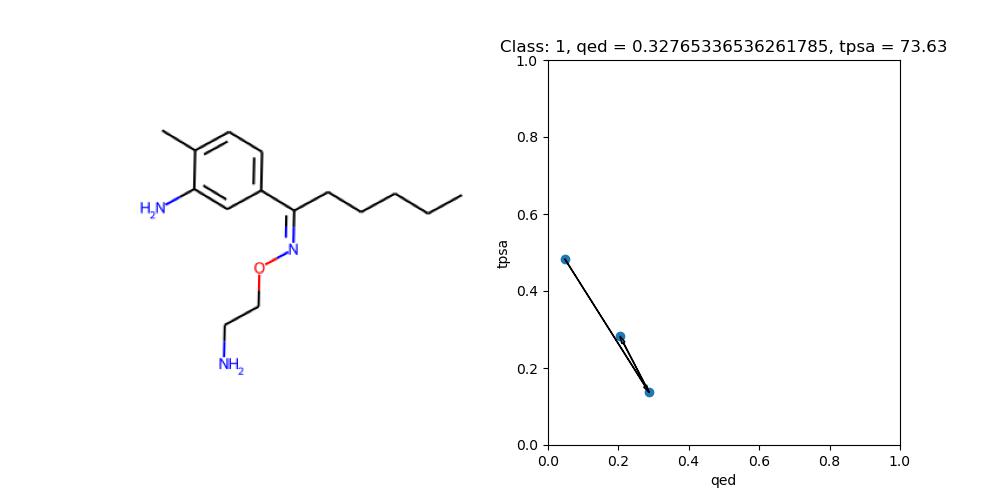 Class: 1, qed = 0.32765336536261785, tpsa = 73.63
H2N
N
O
NH2
1.0
0.8
0.6
0.4
0.2
0.0
tpsa
0.0 0.2 0.4 0.6 0.8 1.0
qed